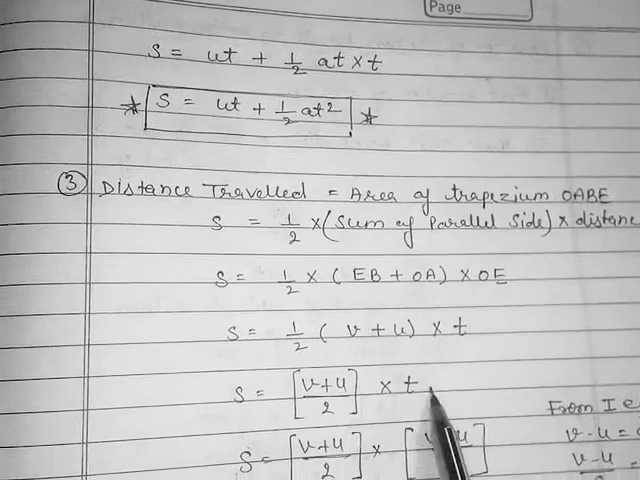 Page
S = ut + 1/2 at × t
* S = ut + 1/2 at² *
③ Distance Travelled = Area of trapezium OABE
S = 1/2 × (Sum of Parallel Side) × distanc
S = 1/2 × (EB + OA) × OE
S = 1/2 (v + u) × t
S = [v+u/2] × t
From I e
v-u =
S = [v+u/2] × [
v-u